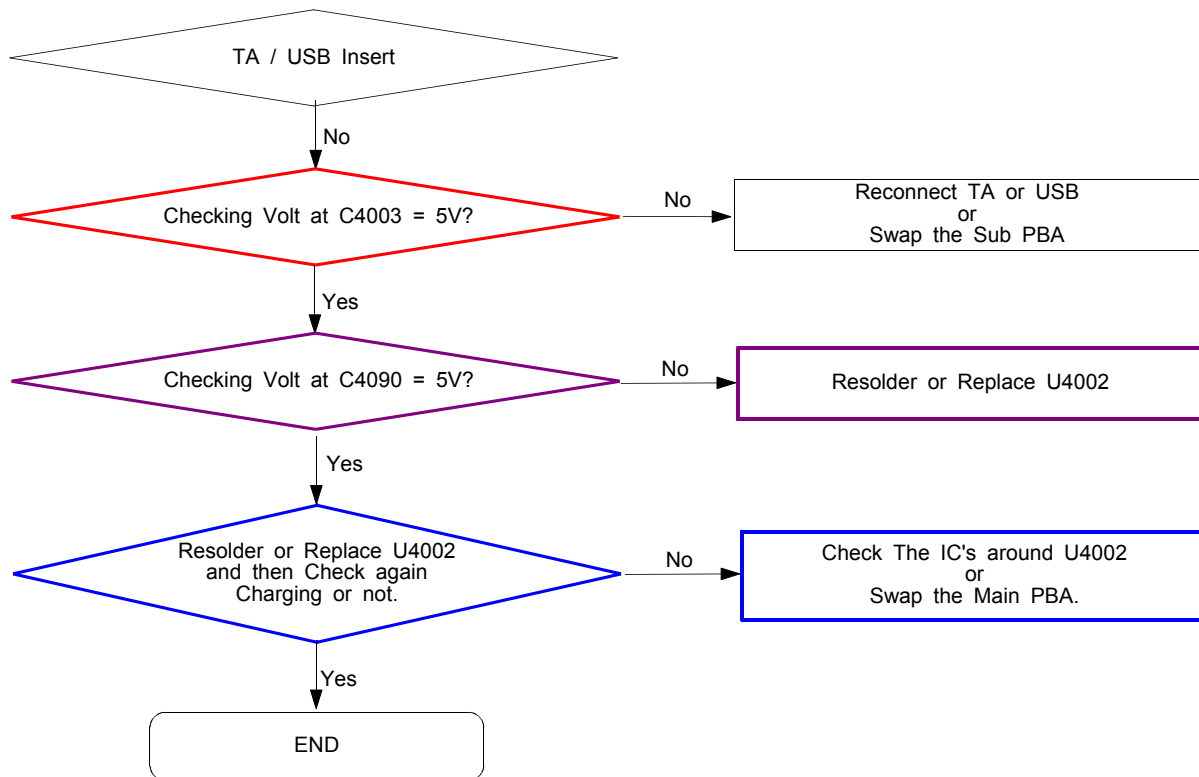 TA / USB Insert
No
Checking Volt at C4003 = 5V?
No
Reconnect TA or USB
or
Swap the Sub PBA
Yes
Checking Volt at C4090 = 5V?
No
Resolder or Replace U4002
Yes
Resolder or Replace U4002
and then Check again
Charging or not.
No
Check The IC's around U4002
or
Swap the Main PBA.
Yes
END